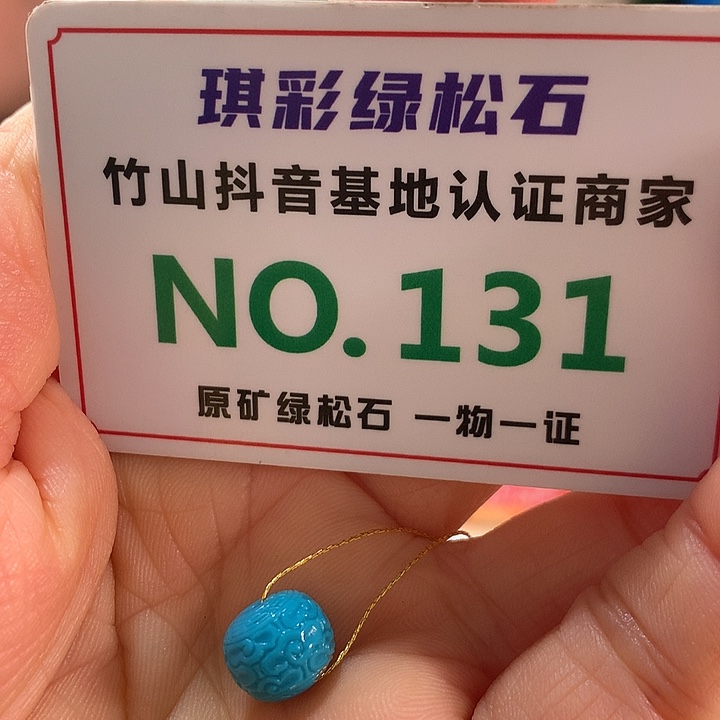 琪彩绿松石
竹山抖音基地认证商家
NO.131
原矿绿松石 一物一证